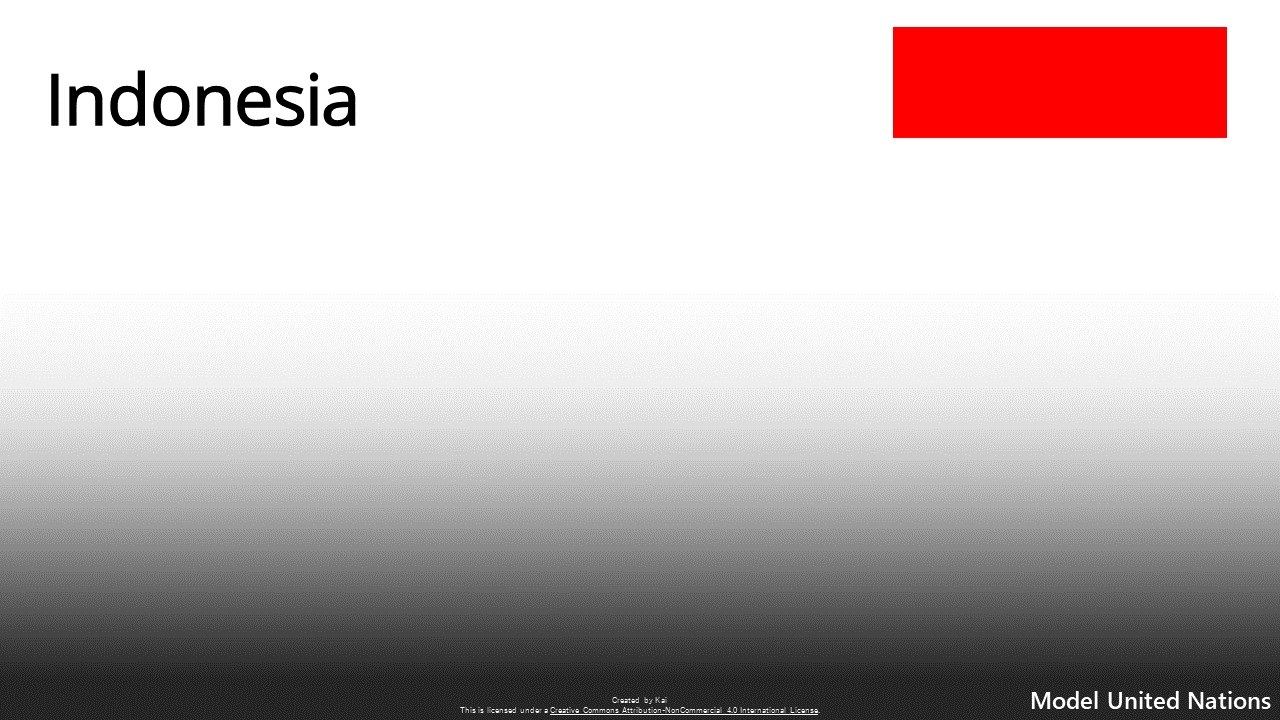 Indonesia
Created by Kai
This is licensed under a Creative Commons Attribution-NonCommercial 4.0 International License.
Model United Nations